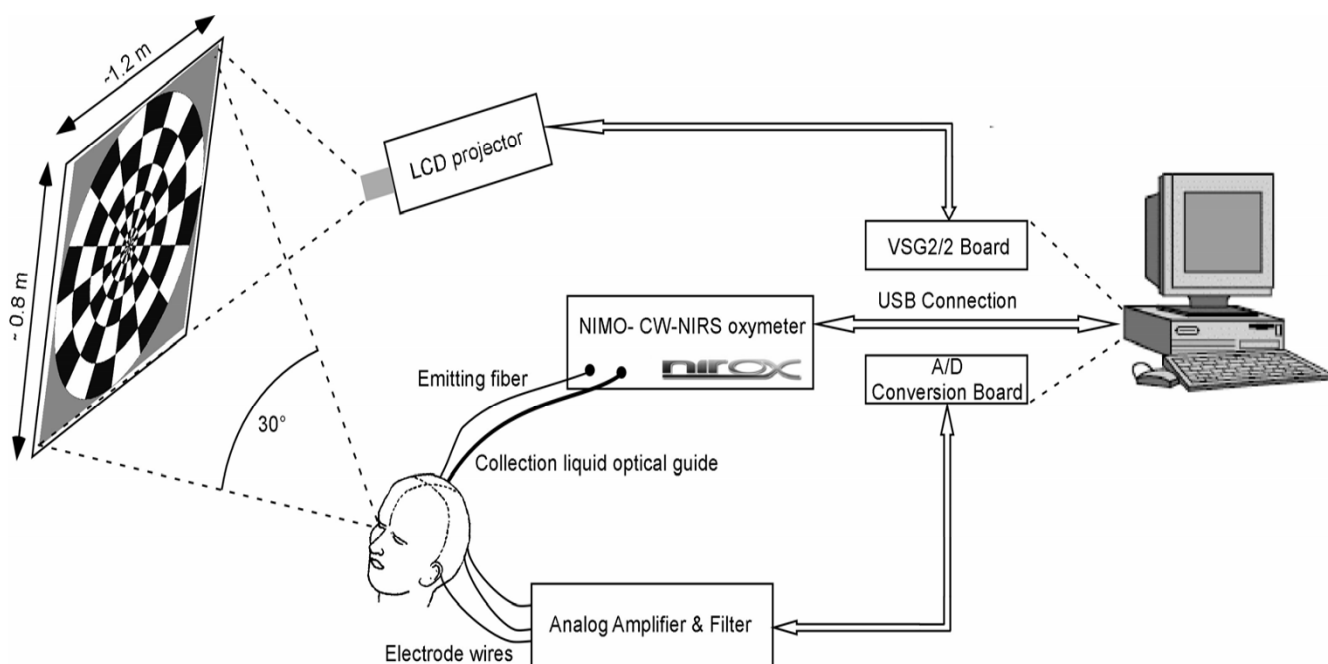 ~1.2 m
LCD projector
~ 0.8 m
VSG2/2 Board
USB Connection
NIMO- CW-NIRS oxymeter
nirox
A/D
Conversion Board
Emitting fiber
30°
Collection liquid optical guide
Analog Amplifier & Filter
Electrode wires